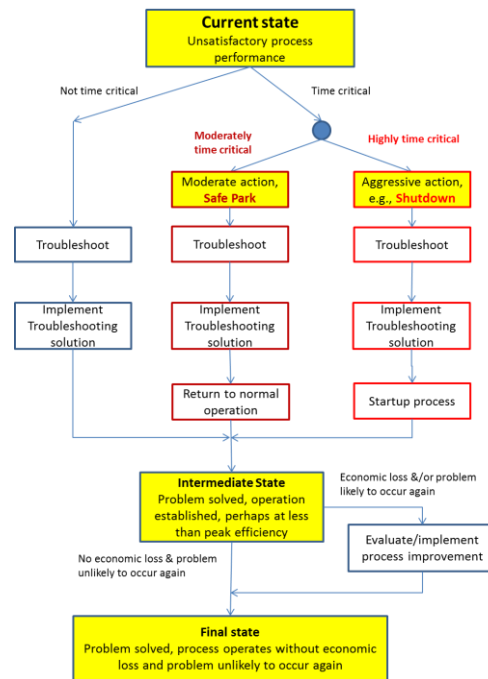 Current state
Unsatisfactory process
performance
Not time critical
Time critical
Moderately
time critical
Highly time critical
Moderate action,
Safe Park
Aggressive action,
e.g., Shutdown
Troubleshoot
Troubleshoot
Troubleshoot
Implement
Troubleshooting
solution
Implement
Troubleshooting
solution
Implement
Troubleshooting
solution
Return to normal
operation
Startup process
Intermediate State
Problem solved, operation
established, perhaps at less
than peak efficiency
Economic loss &/or problem
likely to occur again
No economic loss & problem
unlikely to occur again
Evaluate/implement
process improvement
Final state
Problem solved, process operates without economic
loss and problem unlikely to occur again